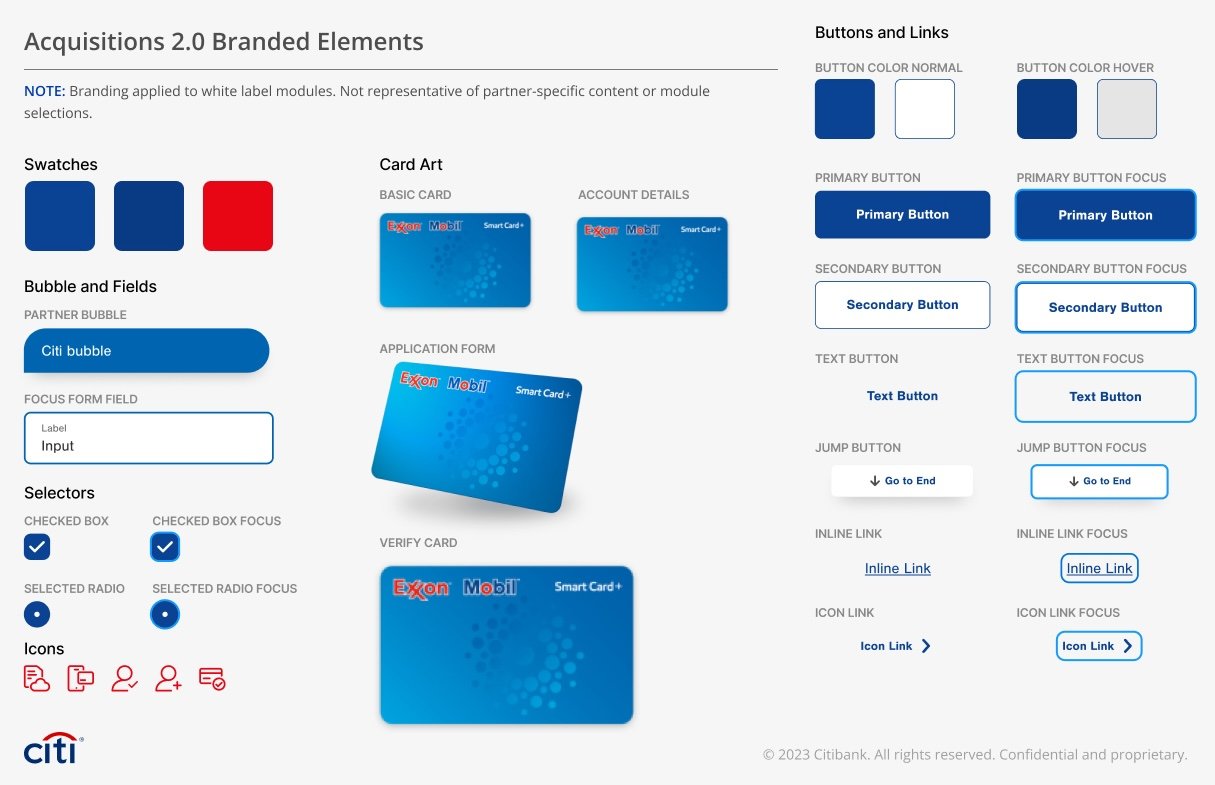 Acquisitions 2.0 Branded Elements
NOTE: Branding applied to white label modules. Not representative of partner-specific content or module
selections.
Swatches
Bubble and Fields
PARTNER BUBBLE
Citi bubble
FOCUS FORM FIELD
Label
Input
Selectors
CHECKED BOX
CHECKED BOX FOCUS
SELECTED RADIO
SELECTED RADIO FOCUS
Icons
citi®
Card Art
BASIC CARD
Exxon Mobil Smart Card+
ACCOUNT DETAILS
Exxon Mobil Smart Card+
APPLICATION FORM
Exxon Mobil Smart Card+
VERIFY CARD
Exxon Mobil Smart Card+
Buttons and Links
BUTTON COLOR NORMAL
BUTTON COLOR HOVER
PRIMARY BUTTON
Primary Button
PRIMARY BUTTON FOCUS
Primary Button
SECONDARY BUTTON
Secondary Button
SECONDARY BUTTON FOCUS
Secondary Button
TEXT BUTTON
Text Button
TEXT BUTTON FOCUS
Text Button
JUMP BUTTON
Go to End
JUMP BUTTON FOCUS
Go to End
INLINE LINK
Inline Link
INLINE LINK FOCUS
Inline Link
ICON LINK
Icon Link
ICON LINK FOCUS
Icon Link
© 2023 Citibank. All rights reserved. Confidential and proprietary.